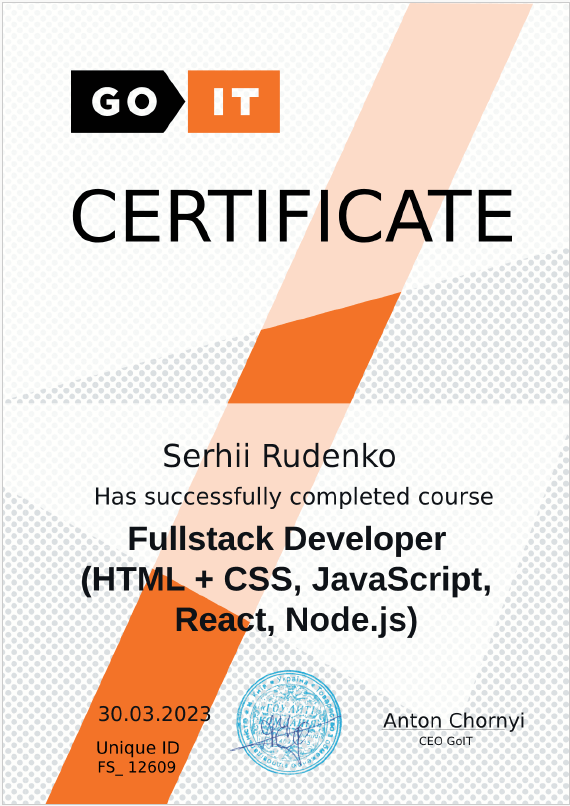 GO IT
CERTIFICATE
Serhii Rudenko
Has successfully completed course
Fullstack Developer
(HTML + CSS, JavaScript,
React, Node.js)
30.03.2023
Unique ID
FS_ 12609
Anton Chornyi
CEO GoIT